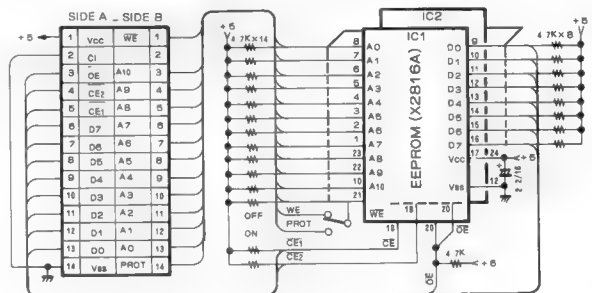 SIDE A - SIDE B
IC2
IC1
EEPROM (X2816A)
+5
1 Vcc WE 1
2 CI 2
3 OE A10 3
4 CE2 A9 4
5 CE1 A8 5
6 D7 A7 6
7 D6 A6 7
8 D5 A5 8
9 D4 A4 9
10 D3 A3 10
11 D2 A2 11
12 D1 A1 12
13 D0 A0 13
14 Vss PROT 14
+5
4 7K×14
8 A0
7 A1
6 A2
5 A3
4 A4
3 A5
2 A6
1 A7
23 A8
22 A9
10 A10
21
WE
OFF
ON
WE
PROT
CE1
CE2
18 CE
18
20
20
OE
OE
D0 9
D1 10
D2 11
D3 13
D4 14
D5 15
D6 16
D7 17
Vcc 24
Vss 12
+5
4 7K×8
+5
2 2/16
4 7K
+5